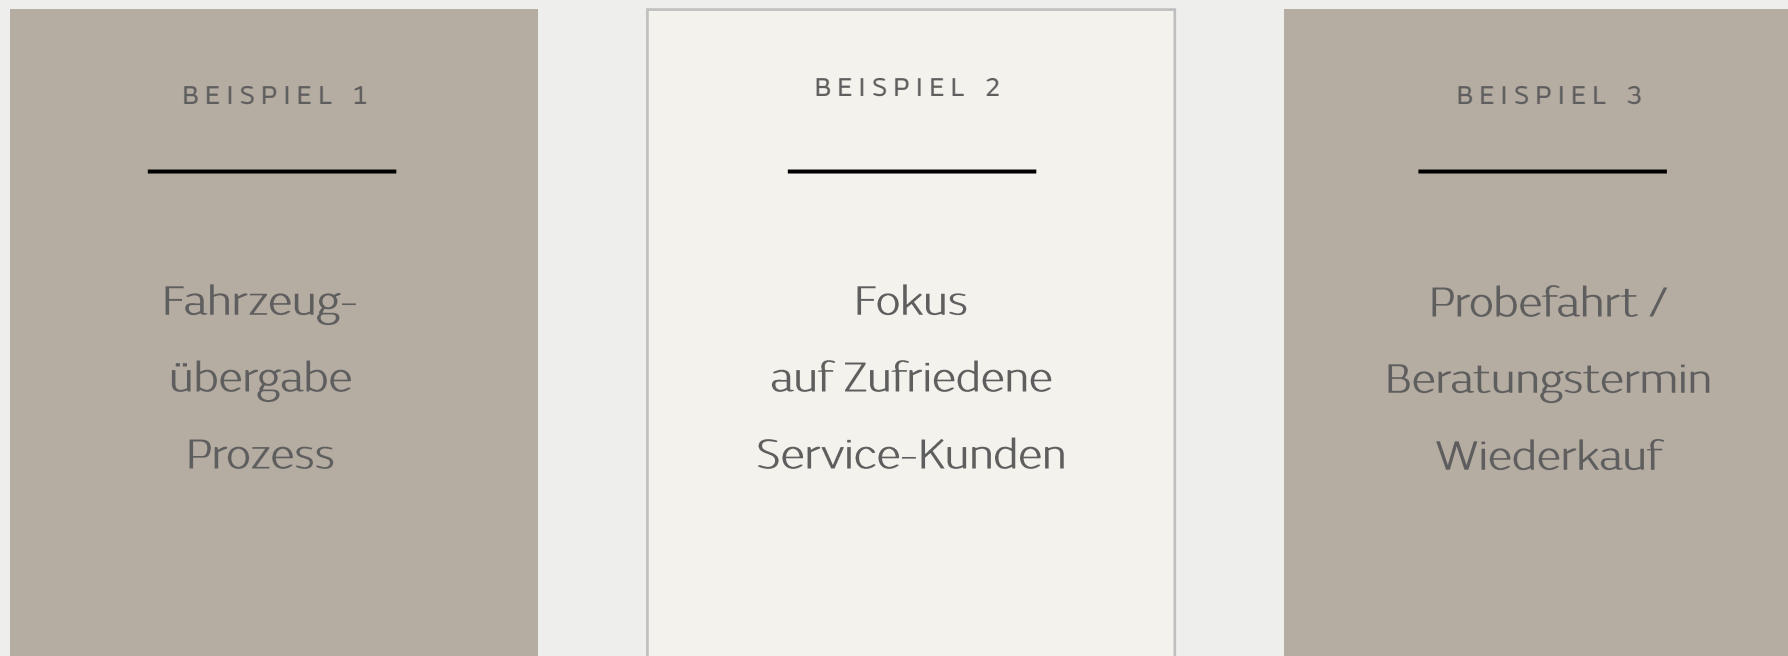 BEISPIEL 1
Fahrzeug-
übergabe
Prozess
BEISPIEL 2
Fokus
auf Zufriedene
Service-Kunden
BEISPIEL 3
Probefahrt /
Beratungstermin
Wiederkauf